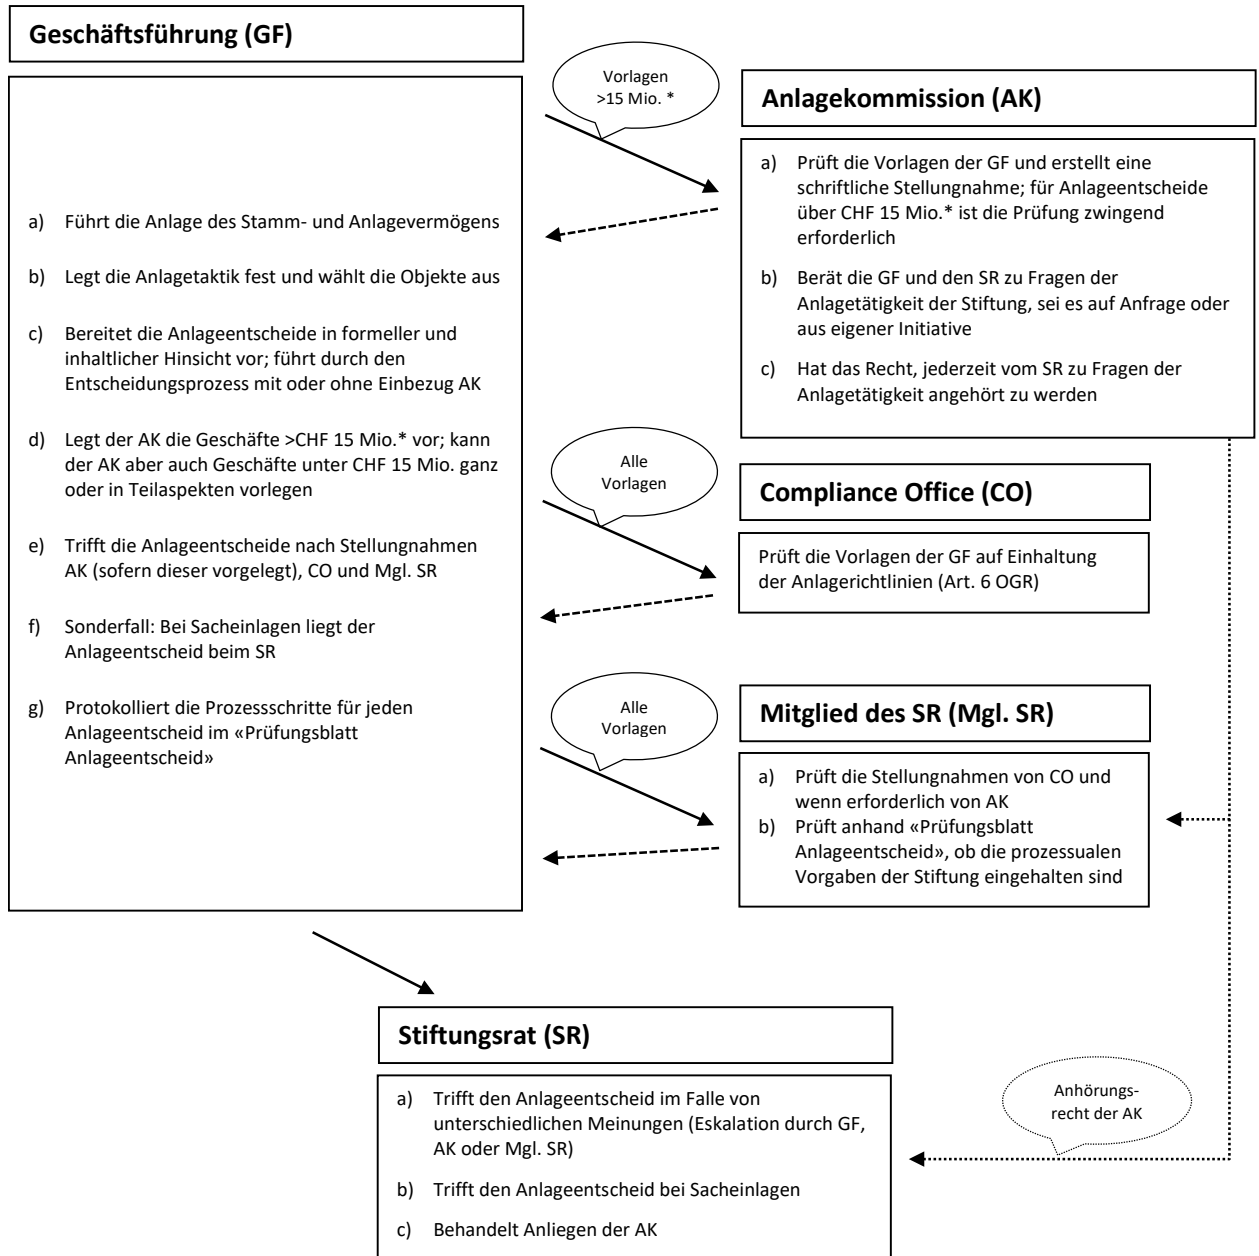 Geschäftsführung (GF)
a) Führt die Anlage des Stamm- und Anlagevermögens
b) Legt die Anlagetaktik fest und wählt die Objekte aus
c) Bereitet die Anlageentscheide in formeller und
inhaltlicher Hinsicht vor; führt durch den
Entscheidungsprozess mit oder ohne Einbezug AK
d) Legt der AK die Geschäfte >CHF 15 Mio.* vor; kann
der AK aber auch Geschäfte unter CHF 15 Mio. ganz
oder in Teilaspekten vorlegen
e) Trifft die Anlageentscheide nach Stellungnahmen
AK (sofern dieser vorgelegt), CO und Mgl. SR
f) Sonderfall: Bei Sacheinlagen liegt der
Anlageentscheid beim SR
g) Protokolliert die Prozessschritte für jeden
Anlageentscheid im «Prüfungsblatt
Anlageentscheid»
Vorlagen
>15 Mio. *
Anlagekommission (AK)
a) Prüft die Vorlagen der GF und erstellt eine
schriftliche Stellungnahme; für Anlageentscheide
über CHF 15 Mio.* ist die Prüfung zwingend
erforderlich
b) Berät die GF und den SR zu Fragen der
Anlagetätigkeit der Stiftung, sei es auf Anfrage oder
aus eigener Initiative
c) Hat das Recht, jederzeit vom SR zu Fragen der
Anlagetätigkeit angehört zu werden
Alle
Vorlagen
Compliance Office (CO)
Prüft die Vorlagen der GF auf Einhaltung
der Anlagerichtlinien (Art. 6 OGR)
Alle
Vorlagen
Mitglied des SR (Mgl. SR)
a) Prüft die Stellungnahmen von CO und
wenn erforderlich von AK
b) Prüft anhand «Prüfungsblatt
Anlageentscheid», ob die prozessualen
Vorgaben der Stiftung eingehalten sind
Stiftungsrat (SR)
a) Trifft den Anlageentscheid im Falle von
unterschiedlichen Meinungen (Eskalation durch GF,
AK oder Mgl. SR)
b) Trifft den Anlageentscheid bei Sacheinlagen
c) Behandelt Anliegen der AK
Anhörungs-
recht der AK